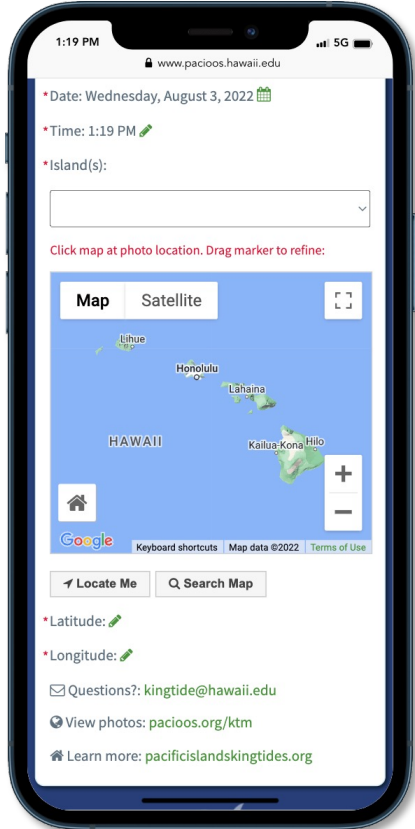 1:19 PM
5G
www.pacioos.hawaii.edu
*Date: Wednesday, August 3, 2022
*Time: 1:19 PM
*Island(s):
Click map at photo location. Drag marker to refine:
Map Satellite
Lihue
Honolulu
Lahaina
HAWAII
Kailua-Kona Hilo
+
−
Google
Keyboard shortcuts Map data ©2022 Terms of Use
Locate Me Search Map
*Latitude:
*Longitude:
Questions?: kingtide@hawaii.edu
View photos: pacioos.org/ktm
Learn more: pacificislandskingtides.org